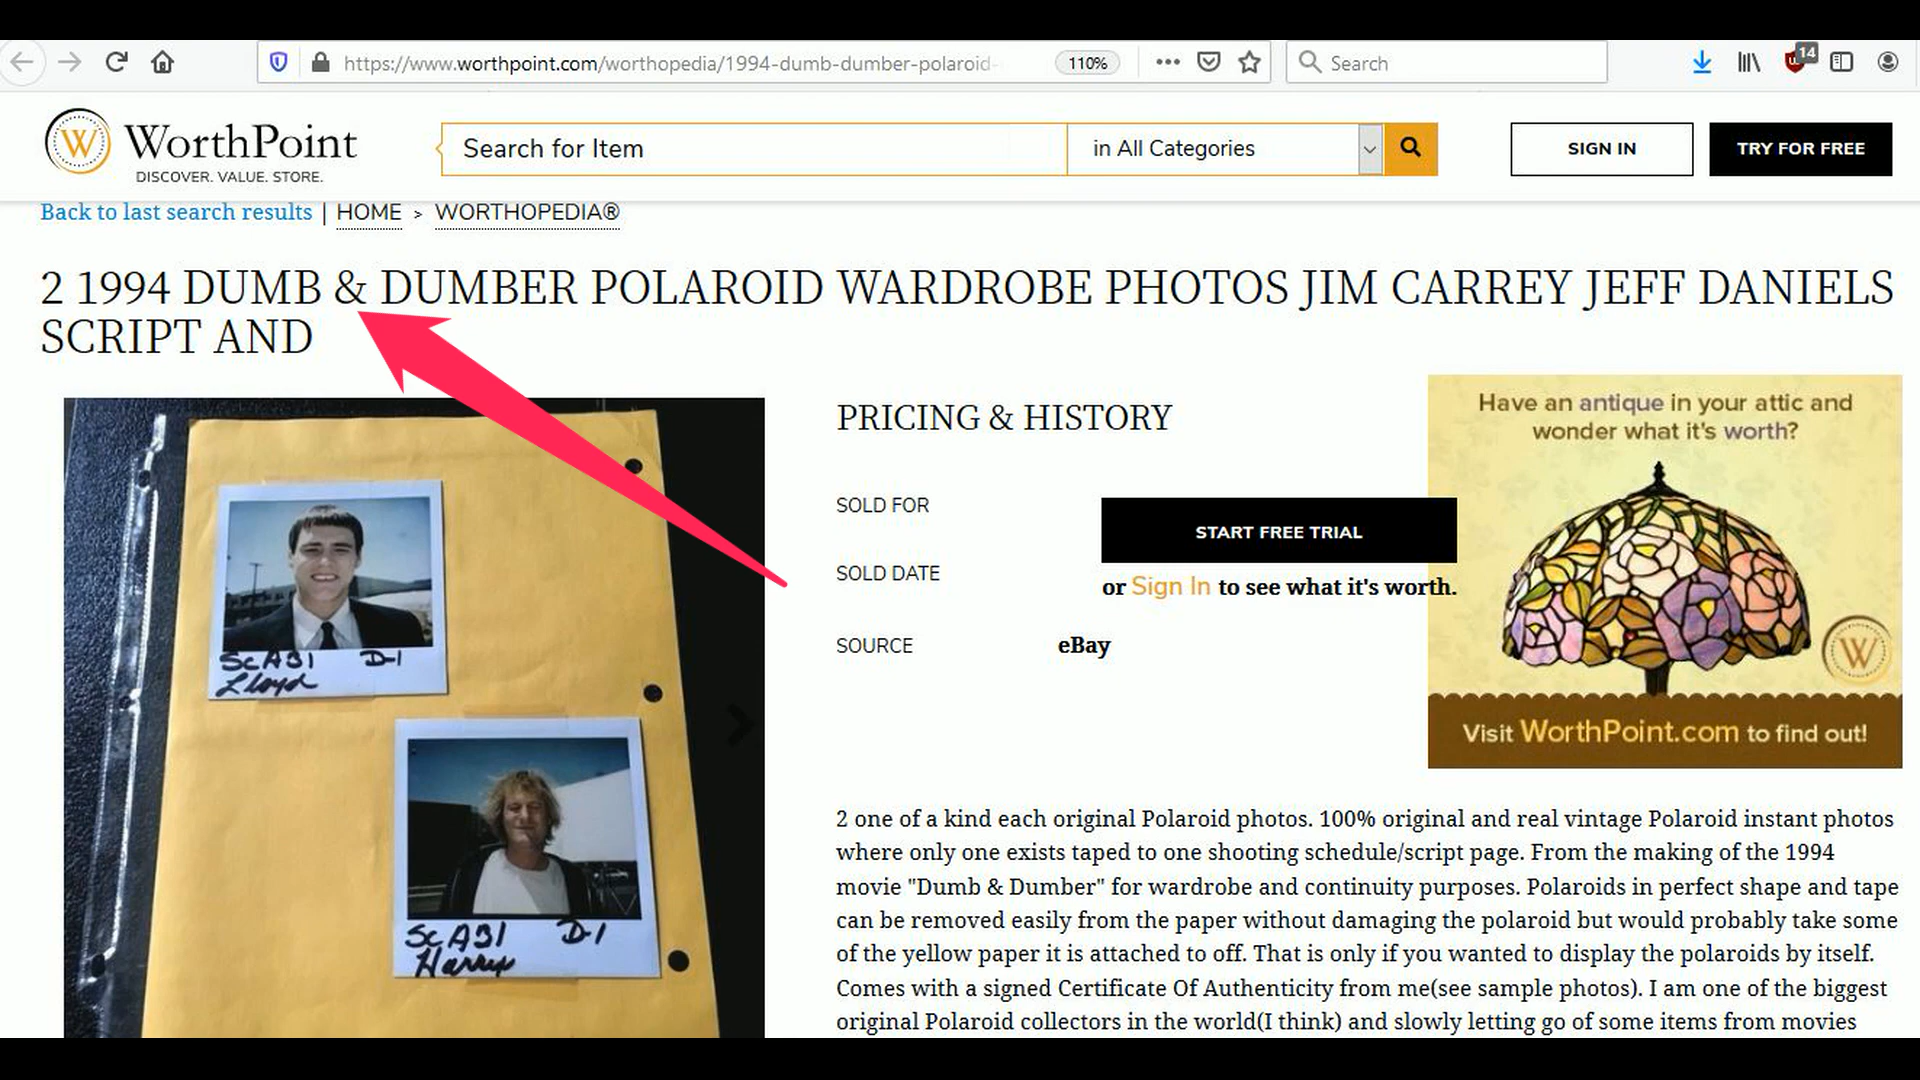 https://www.worthpoint.com/worthopedia/1994-dumb-dumber-polaroid-
110%
Search
14
W
WorthPoint
DISCOVER. VALUE. STORE.
Search for Item
in All Categories
SIGN IN
TRY FOR FREE
Back to last search results | HOME > WORTHOPEDIA®
2 1994 DUMB & DUMBER POLAROID WARDROBE PHOTOS JIM CARREY JEFF DANIELS
SCRIPT AND
PRICING & HISTORY
SOLD FOR
START FREE TRIAL
SOLD DATE
or Sign In to see what it's worth.
SOURCE
eBay
Have an antique in your attic and
wonder what it's worth?
W
Visit WorthPoint.com to find out!
Sc AB1 D-1
Lloyd
Sc AB1 D-1
Harry
2 one of a kind each original Polaroid photos. 100% original and real vintage Polaroid instant photos
where only one exists taped to one shooting schedule/script page. From the making of the 1994
movie "Dumb & Dumber" for wardrobe and continuity purposes. Polaroids in perfect shape and tape
can be removed easily from the paper without damaging the polaroid but would probably take some
of the yellow paper it is attached to off. That is only if you wanted to display the polaroids by itself.
Comes with a signed Certificate Of Authenticity from me(see sample photos). I am one of the biggest
original Polaroid collectors in the world(I think) and slowly letting go of some items from movies